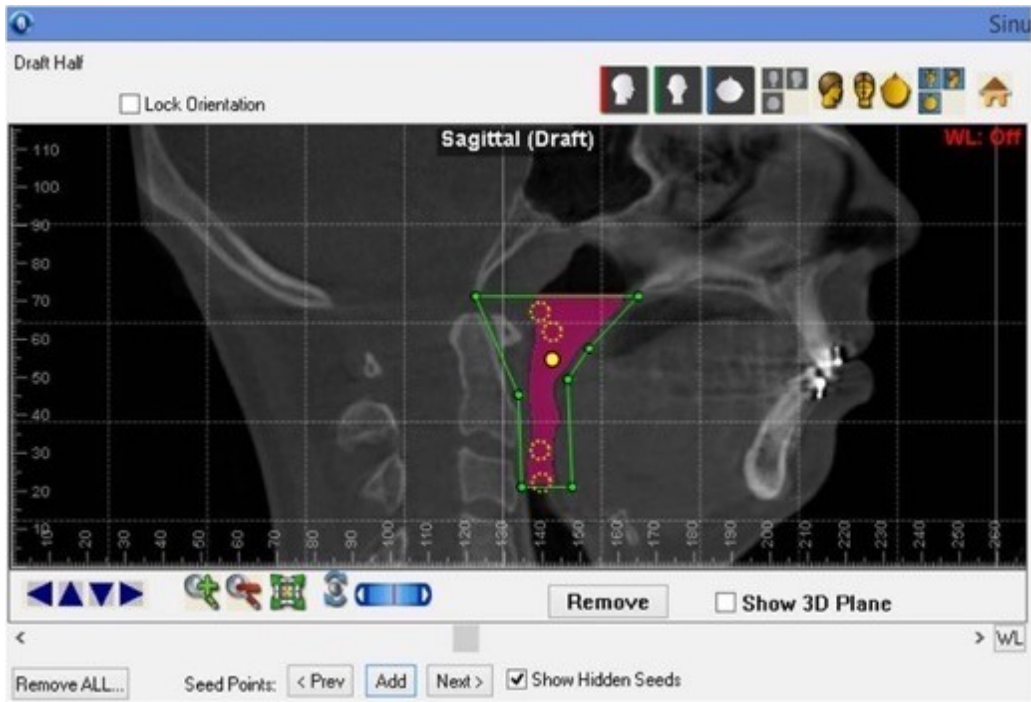 Sinu
Draft Half
Lock Orientation
Sagittal (Draft)
WL: Off
110
100
90
80
70
60
50
40
30
20
10
10 20 30 40 50 60 70 80 90 100 110 120 130 140 150 160 170 180 190 200 210 220 230 240 250 260
Remove
Show 3D Plane
< > WL
Remove ALL...
Seed Points:
< Prev
Add
Next >
Show Hidden Seeds